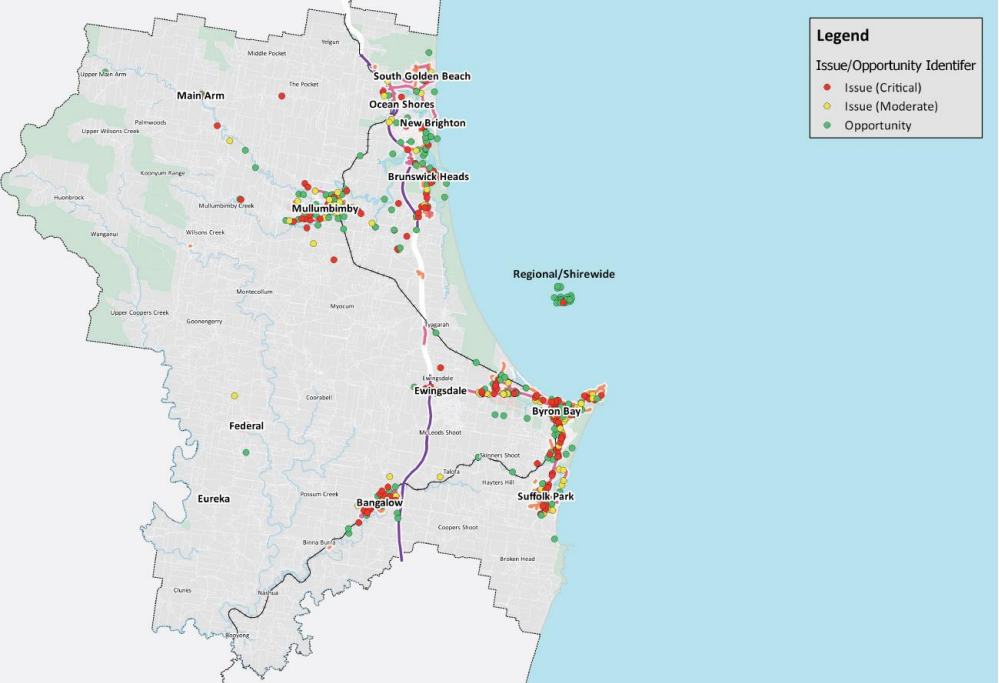 Legend
Issue/Opportunity Identifer
Issue (Critical)
Issue (Moderate)
Opportunity
Yelgun
Middle Pocket
South Golden Beach
Upper Main Arm
The Pocket
Main Arm
Ocean Shores
Palmwoods
New Brighton
Upper Wilsons Creek
Koonyum Range
Brunswick Heads
Huonbrock
Mullumbimby Creek
Mullumbimby
Wanganui
Wilsons Creek
Regional/Shirewide
Montecollum
Myocum
Upper Coppers Creek
Goonengerry
Tyagarah
Ewingsdale
Ewingsdale
Coorabell
Byron Bay
Federal
McLeods Shoot
Skinners Shoot
Talofa
Hayters Hill
Possum Creek
Suffolk Park
Eureka
Bangalow
Coopers Shoot
Binna Burra
Broken Head
Clunes
Nashua
Booyong